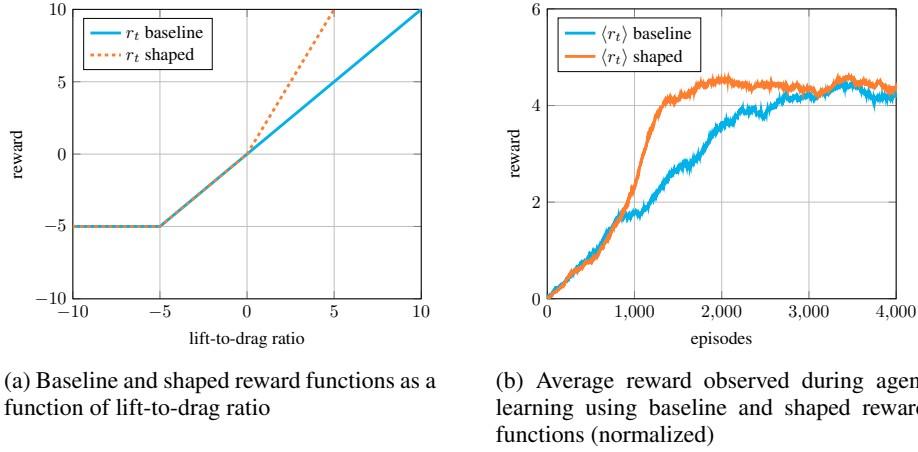 r_t baseline
r_t shaped
10
5
0
−5
−10
−10
−5
0
5
10
reward
lift-to-drag ratio
⟨r_t⟩ baseline
⟨r_t⟩ shaped
6
4
2
0
0
1,000
2,000
3,000
4,000
reward
episodes
(a) Baseline and shaped reward functions as a
function of lift-to-drag ratio
(b) Average reward observed during agen
learning using baseline and shaped rewar
functions (normalized)